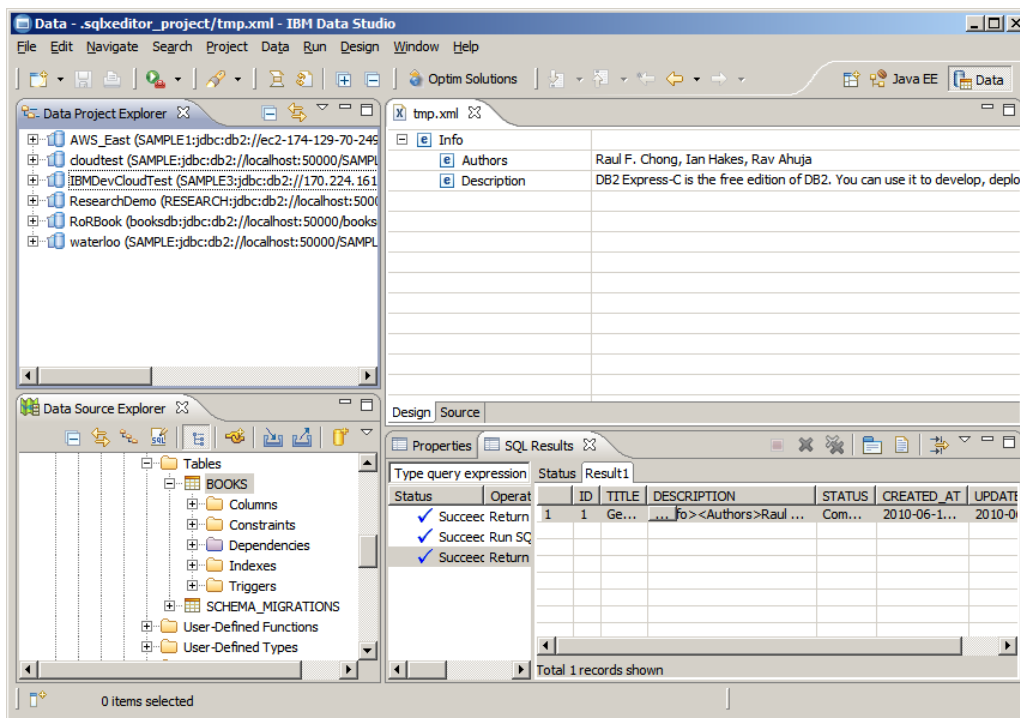 Data - .sqlxeditor_project/tmp.xml - IBM Data Studio
File Edit Navigate Search Project Data Run Design Window Help
Optim Solutions Java EE Data
Data Project Explorer
AWS_East (SAMPLE1:jdbc:db2://ec2-174-129-70-249
cloudtest (SAMPLE:jdbc:db2://localhost:50000/SAMPL
IBMDevCloudTest (SAMPLE3:jdbc:db2://170.224.161
ResearchDemo (RESEARCH:jdbc:db2://localhost:5000
RoRBook (booksdb:jdbc:db2://localhost:50000/books
waterloo (SAMPLE:jdbc:db2://localhost:50000/SAMPL
tmp.xml
Info
Authors Raul F. Chong, Ian Hakes, Rav Ahuja
Description DB2 Express-C is the free edition of DB2. You can use it to develop, deplo
Design Source
Data Source Explorer
Tables
BOOKS
Columns
Constraints
Dependencies
Indexes
Triggers
SCHEMA_MIGRATIONS
User-Defined Functions
User-Defined Types
Properties SQL Results
Type query expression Status Result1
Status Operat
Succeec Return
Succeec Run SQ
Succeec Return
ID TITLE DESCRIPTION STATUS CREATED_AT UPDATE
1 1 Ge... ...fo><Authors>Raul ... Com... 2010-06-1... 2010-0
Total 1 records shown
0 items selected